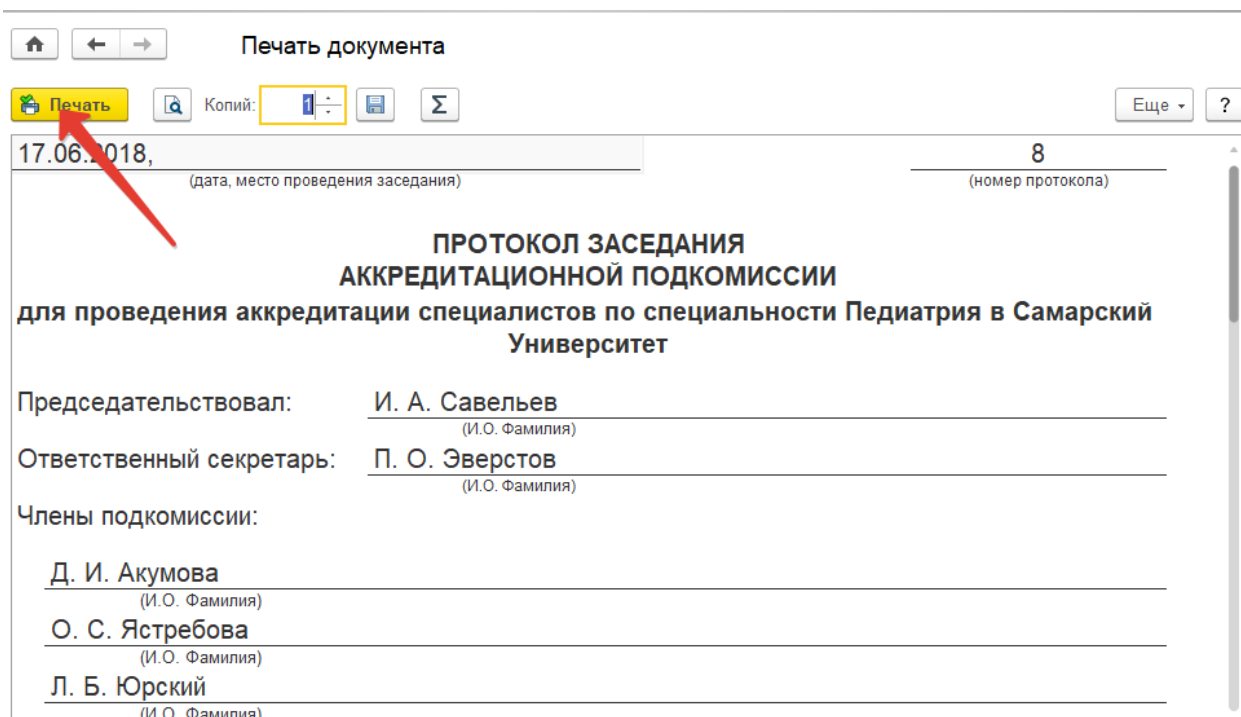 Печать документа
Печать Копий: 1 Σ Еще ?
17.06.2018, 8
(дата, место проведения заседания) (номер протокола)
ПРОТОКОЛ ЗАСЕДАНИЯ
АККРЕДИТАЦИОННОЙ ПОДКОМИССИИ
для проведения аккредитации специалистов по специальности Педиатрия в Самарский
Университет
Председательствовал: И. А. Савельев
(И.О. Фамилия)
Ответственный секретарь: П. О. Эверстов
(И.О. Фамилия)
Члены подкомиссии:
Д. И. Акумова
(И.О. Фамилия)
О. С. Ястребова
(И.О. Фамилия)
Л. Б. Юрский
(И.О. Фамилия)